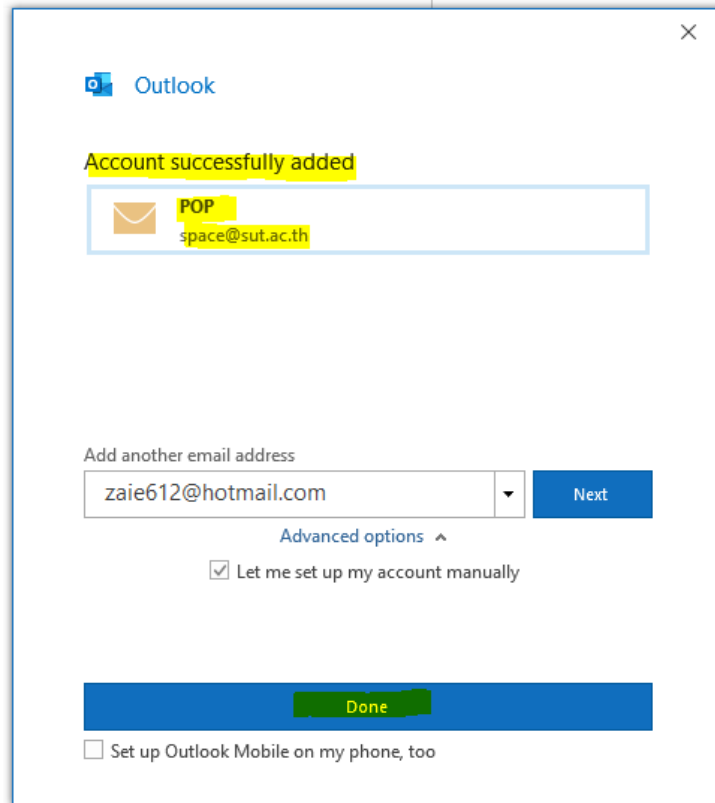 Outlook
Account successfully added
POP
space@sut.ac.th
Add another email address
zaie612@hotmail.com
Next
Advanced options
Let me set up my account manually
Done
Set up Outlook Mobile on my phone, too